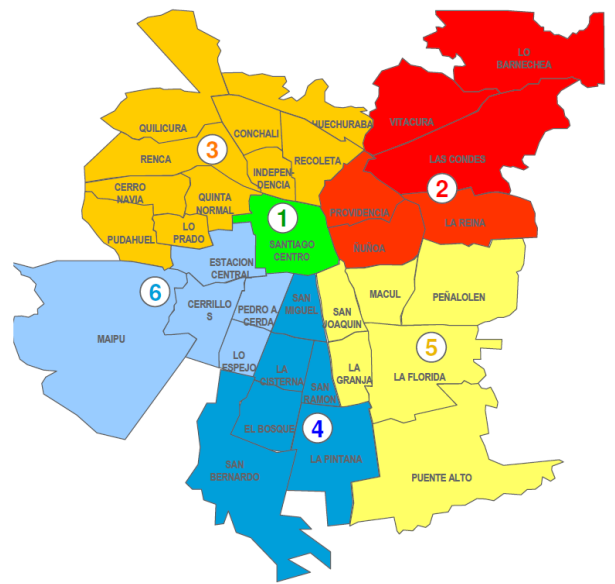 LO
BARNECHEA
VITACURA
HUECHURABA
QUILICURA
CONCHALI
LAS CONDES
RENCA
3
RECOLETA
INDEPEN-
DENCIA
2
CERRO
NAVIA
QUINTA
NORMAL
1
PROVIDENCIA
LA REINA
LO
PRADO
PUDAHUEL
SANTIAGO
CENTRO
ÑUÑOA
ESTACION
CENTRAL
6
MACUL
PEÑALOLEN
CERRILLO
S
PEDRO A
CERDA
SAN
MIGUEL
SAN
JOAQUIN
MAIPU
5
LO
ESPEJO
LA
CISTERNA
LA
GRANJA
LA FLORIDA
SAN
RAMON
EL BOSQUE
4
LA PINTANA
SAN
BERNARDO
PUENTE ALTO